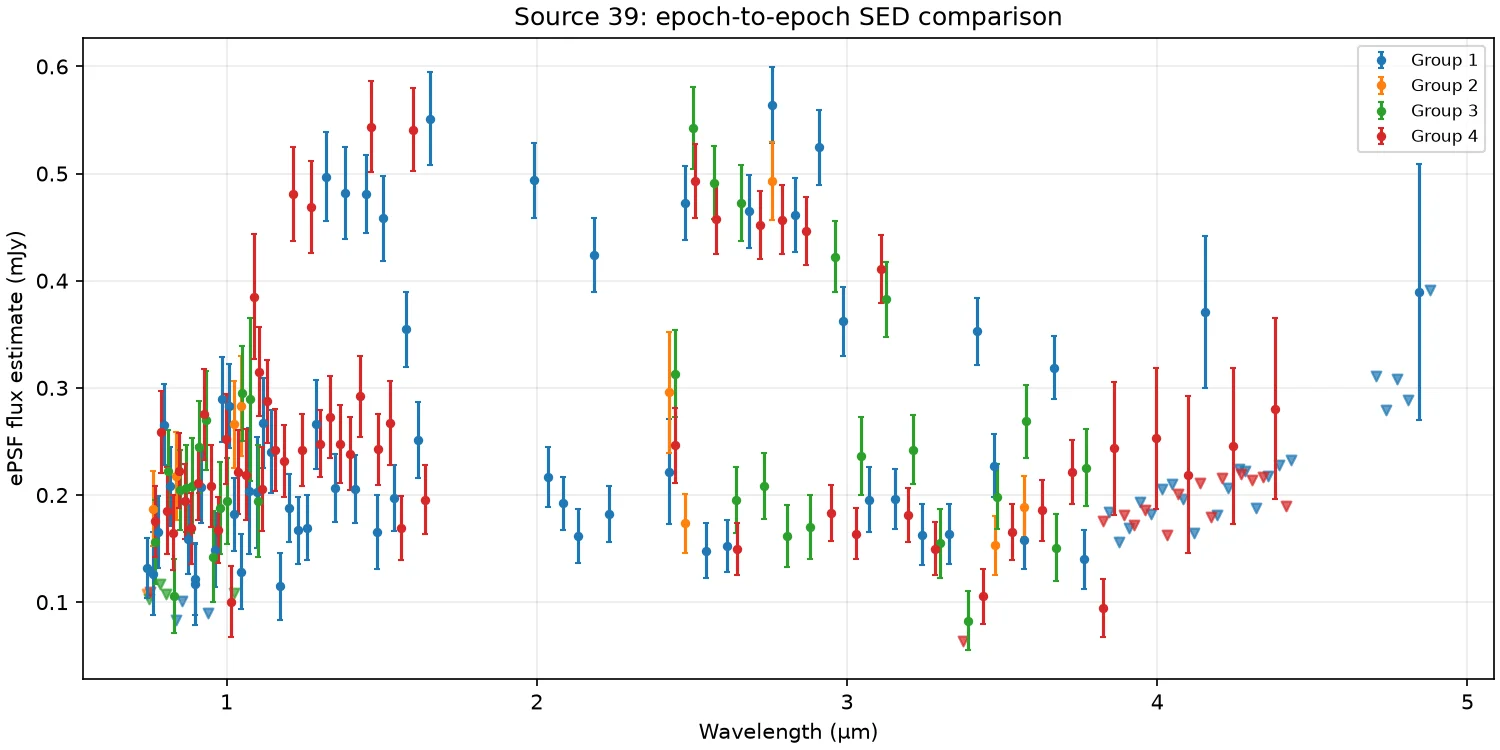 Source 39: epoch-to-epoch SED comparison
Group 1
Group 2
Group 3
Group 4
ePSF flux estimate (mJy)
0.6
0.5
0.4
0.3
0.2
0.1
1 2 3 4 5
Wavelength (μm)